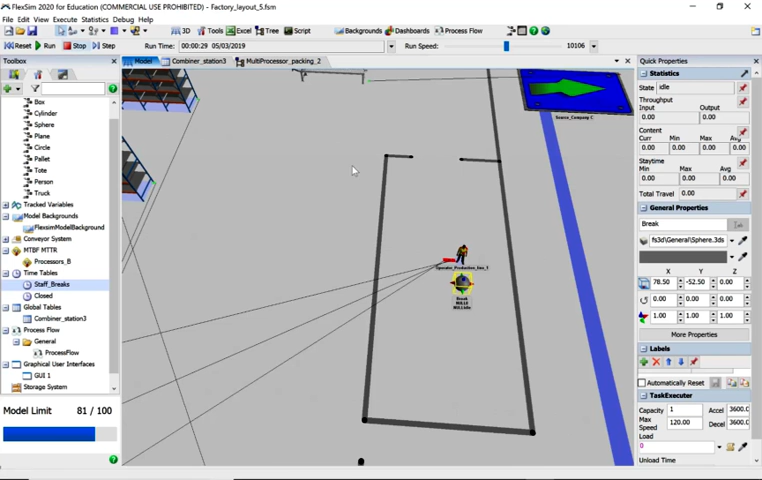 FlexSim 2020 for Education (COMMERCIAL USE PROHIBITED) - Factory_layout_5.fsm
File Edit View Build Execute Statistics Debug Help
3D Tools Excel Tree Script Backgrounds Dashboards Process Flow
Reset Run Stop Step Run Time: 00:00:29 05/03/2019 Run Speed: 10106
Toolbox
Model Combiner_station3 MultiProcessor_packing_2
Box
Cylinder
Sphere
Plane
Circle
Pallet
Tote
Person
Truck
Tracked Variables
Model Backgrounds
FlexsimModelBackground
Conveyor System
MTBF MTTR
Processors_B
Time Tables
Staff_Breaks
Closed
Global Tables
Combiner_station3
Process Flow
General
ProcessFlow
Graphical User Interfaces
GUI 1
Storage System
Model Limit 81 / 100
Source_Company C
Operator_Production_lines_1
Break
Quick Properties
Statistics
State idle
Throughput
Input Output
0.00 0.00
Content
Curr Min Max Avg
0.00 0.00 0.00 0.00
Staytime
Min Max Avg
0.00 0.00 0.00
Total Travel 0.00
General Properties
Break
fs3d\General\Sphere.3ds
X Y Z
78.50 -52.50 0.00
0.00 0.00 0.00
1.00 1.00 1.00
More Properties
Labels
Automatically Reset
TaskExecuter
Capacity 1 Accel 3600.0
Max Speed 120.00 Decel 3600.0
Load
0
Unload Time